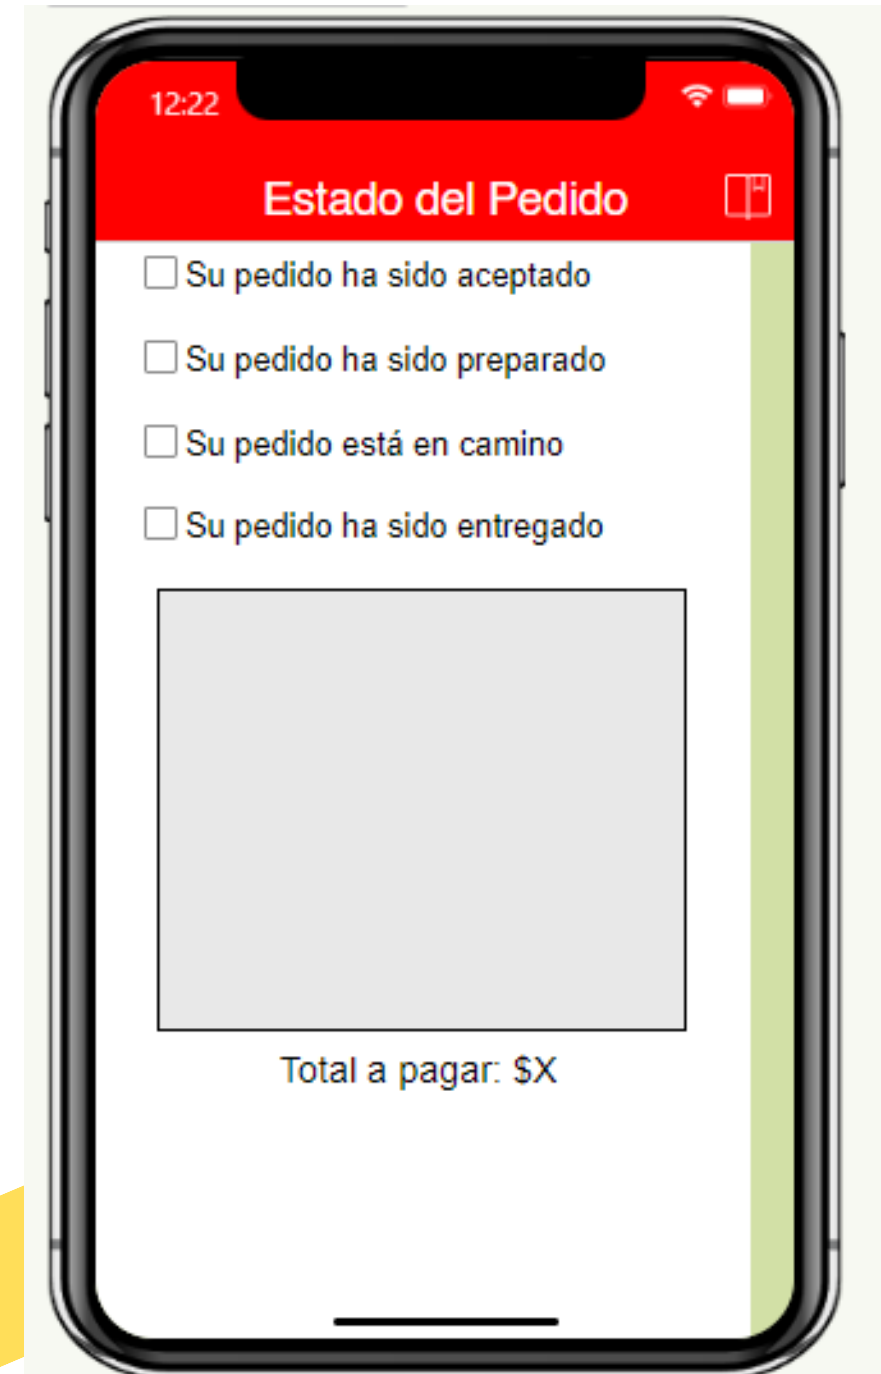 12:22
Estado del Pedido
Su pedido ha sido aceptado
Su pedido ha sido preparado
Su pedido está en camino
Su pedido ha sido entregado
Total a pagar: $X